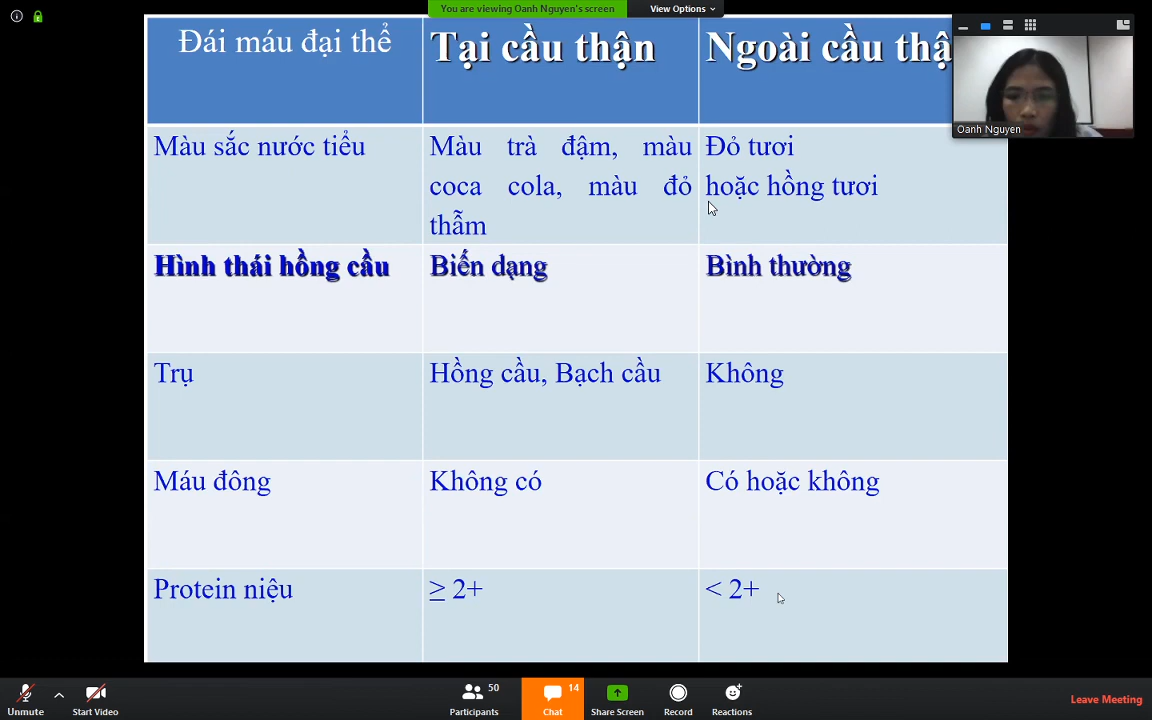 You are viewing Oanh Nguyen's screen
View Options
Đái máu đại thể
Tại cầu thận
Ngoài cầu thậ
Oanh Nguyen
Màu sắc nước tiểu
Màu trà đậm, màu
coca cola, màu đỏ
thẫm
Đỏ tươi
hoặc hồng tươi
Hình thái hồng cầu
Biến dạng
Bình thường
Trụ
Hồng cầu, Bạch cầu
Không
Máu đông
Không có
Có hoặc không
Protein niệu
≥ 2+
< 2+
Unmute
Start Video
Participants
50
Chat
14
Share Screen
Record
Reactions
Leave Meeting